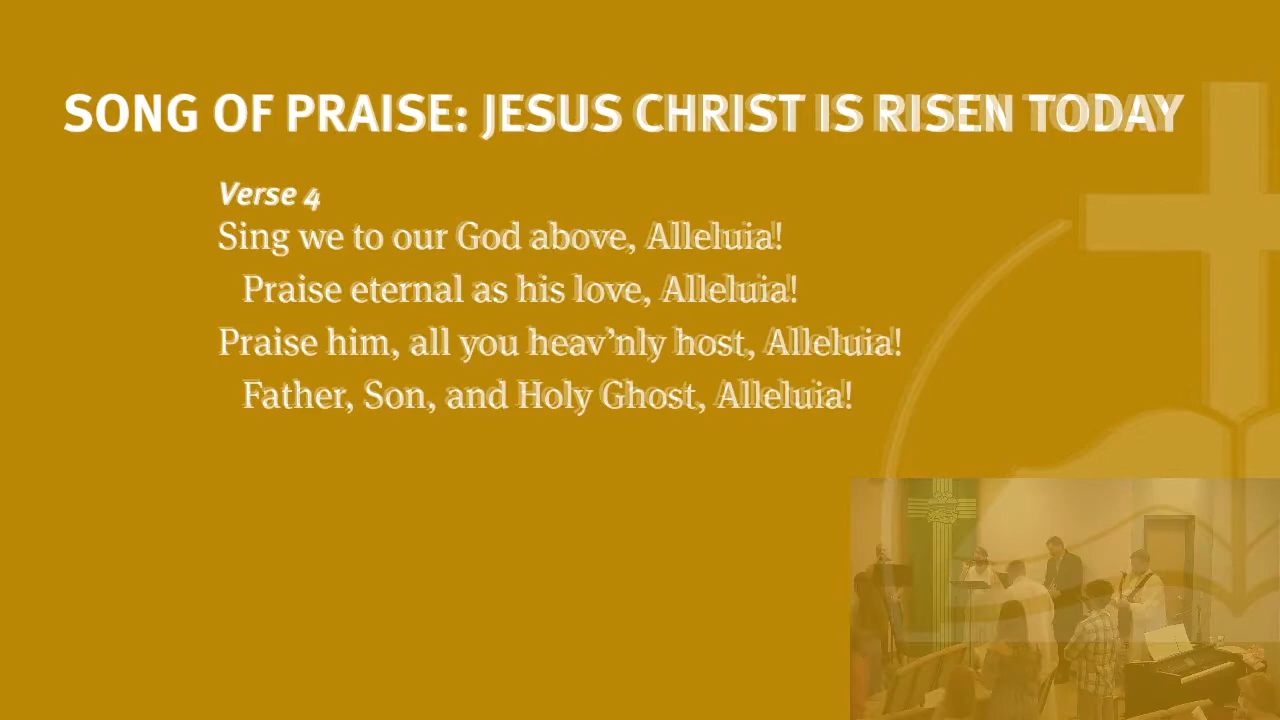 SONG OF PRAISE: JESUS CHRIST IS RISEN TODAY
Verse 4
Sing we to our God above, Alleluia!
Praise eternal as his love, Alleluia!
Praise him, all you heav’nly host, Alleluia!
Father, Son, and Holy Ghost, Alleluia!